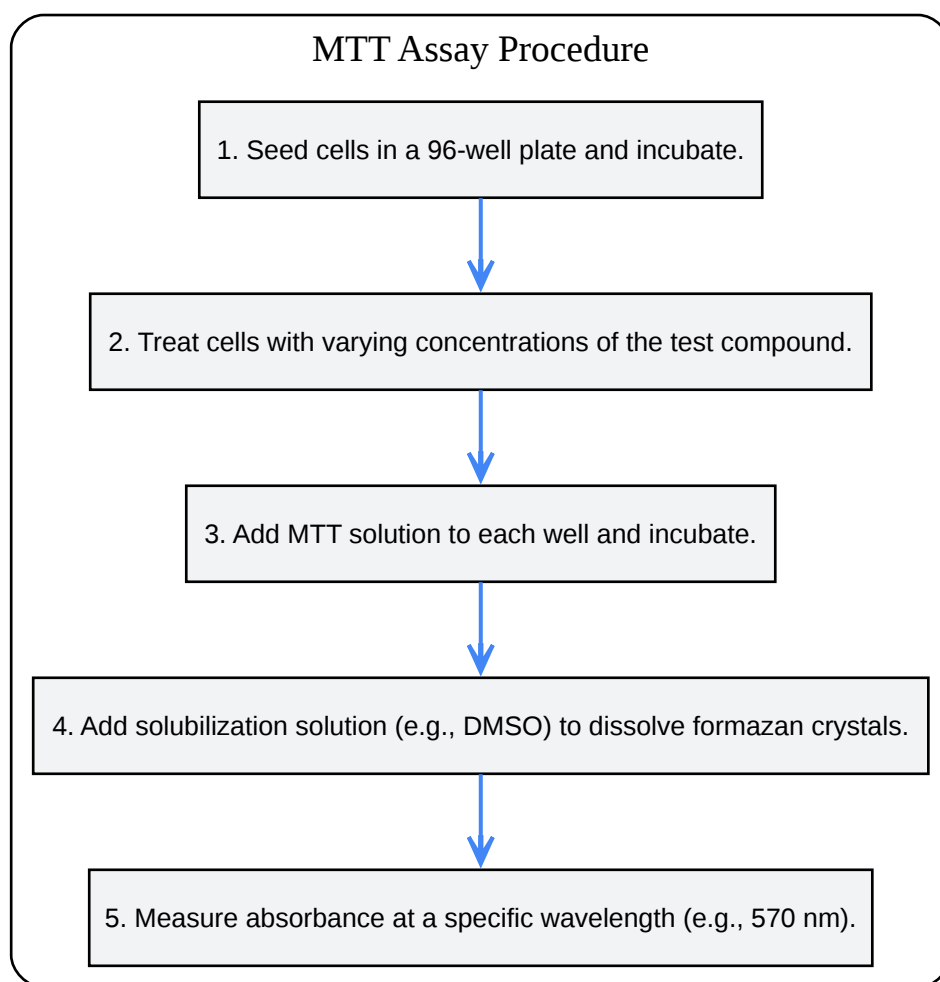 MTT Assay Procedure
1. Seed cells in a 96-well plate and incubate.
2. Treat cells with varying concentrations of the test compound.
3. Add MTT solution to each well and incubate.
4. Add solubilization solution (e.g., DMSO) to dissolve formazan crystals.
5. Measure absorbance at a specific wavelength (e.g., 570 nm).